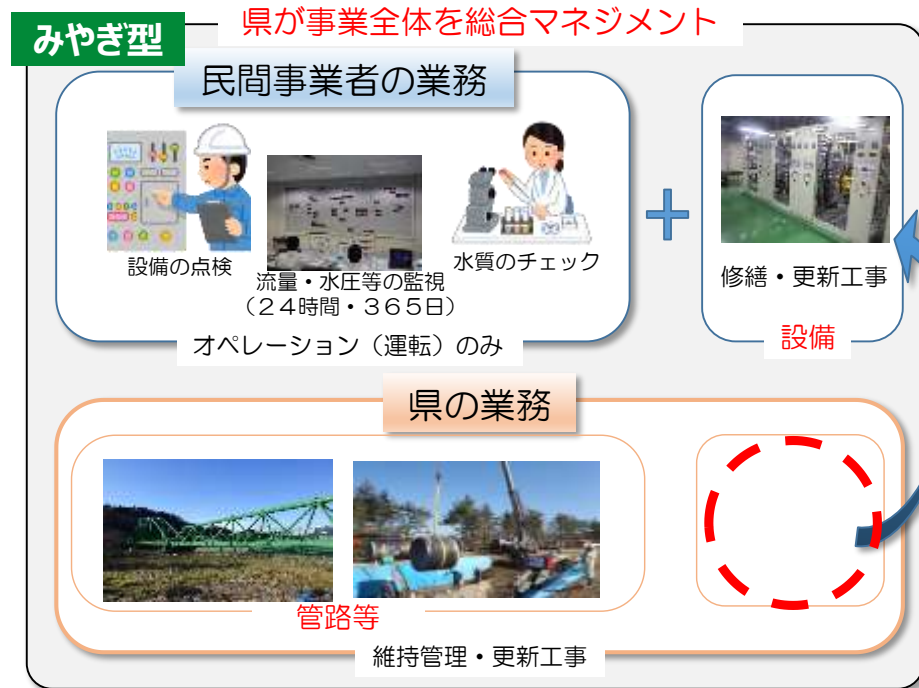 県が事業全体を総合マネジメント
みやぎ型
民間事業者の業務
設備の点検
流量・水圧等の監視
（２４時間・３６５日）
水質のチェック
オペレーション（運転）のみ
＋
修繕・更新工事
設備
県の業務
管路等
維持管理・更新工事